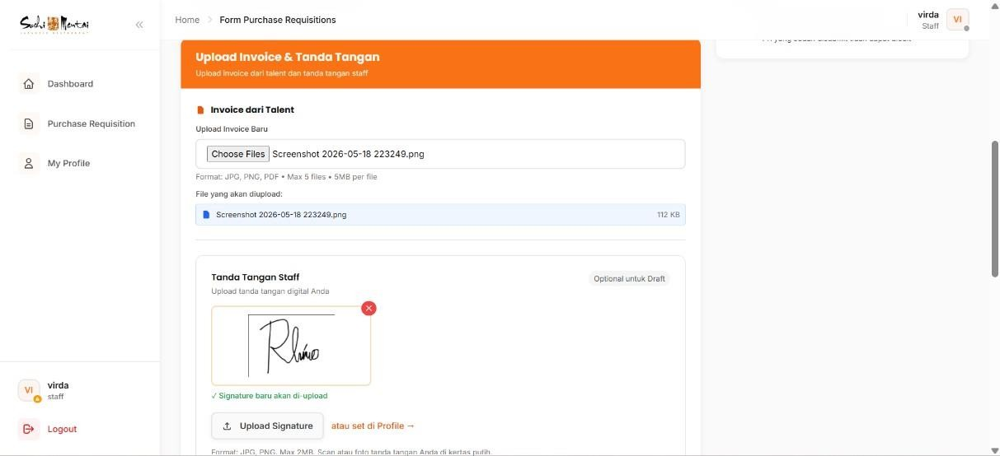 Sushi Mentai
Home > Form Purchase Requisitions
virda
Staff
VI
Dashboard
Purchase Requisition
My Profile
Upload Invoice & Tanda Tangan
Upload invoice dari talent dan tanda tangan staff
Invoice dari Talent
Upload Invoice Baru
Choose Files Screenshot 2026-05-18 223249.png
Format: JPG, PNG, PDF • Max 5 files • 5MB per file
File yang akan diupload:
Screenshot 2026-05-18 223249.png 112 KB
Tanda Tangan Staff
Optional untuk Draft
Upload tanda tangan digital Anda
✓ Signature baru akan di-upload
Upload Signature atau set di Profile →
Format: JPG, PNG. Max 2MB. Scan atau foto tanda tangan Anda di kertas putih.
VI
virda
staff
Logout